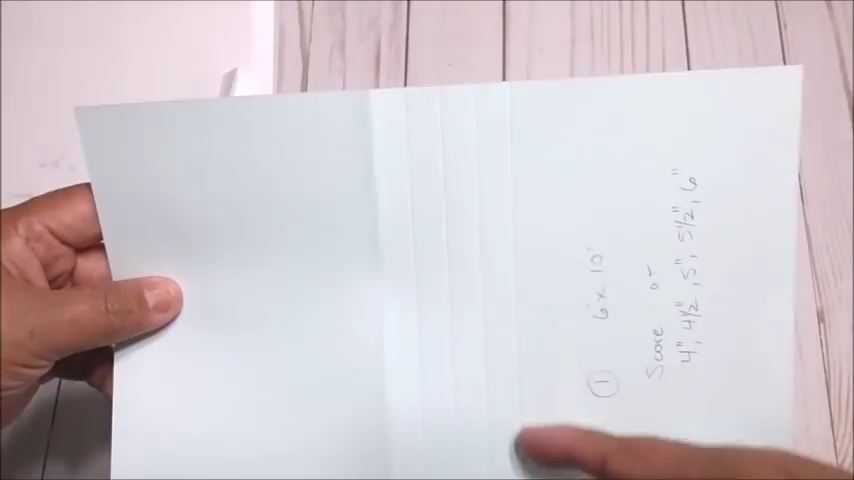 ① 6" x 10"
Score at
4", 4 1/2, 5", 5 1/2", 6"